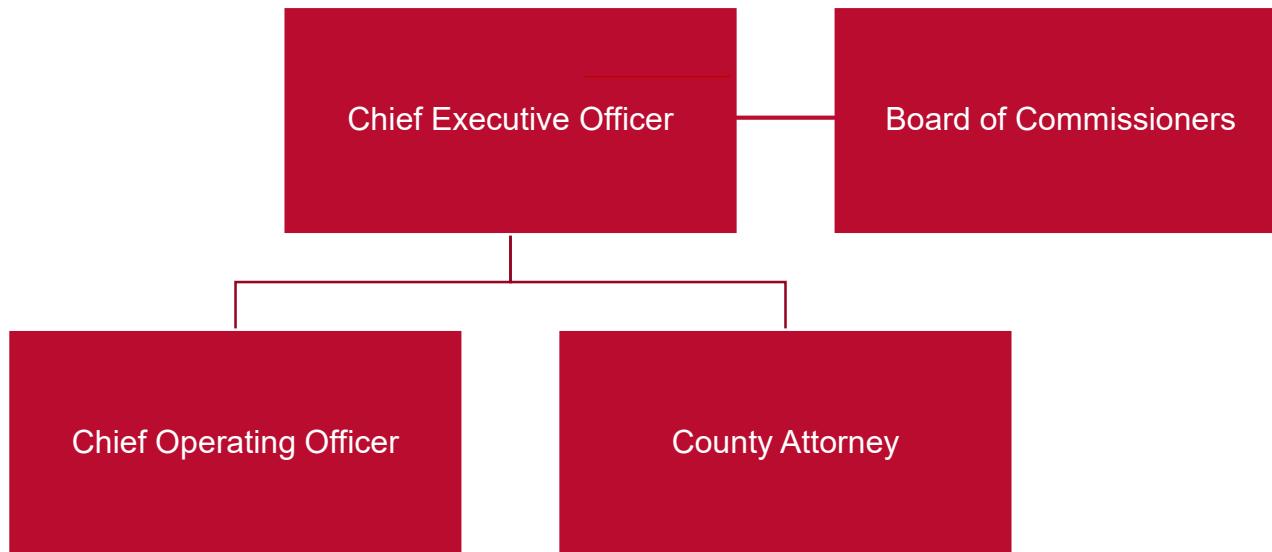 Chief Executive Officer
Board of Commissioners
Chief Operating Officer
County Attorney